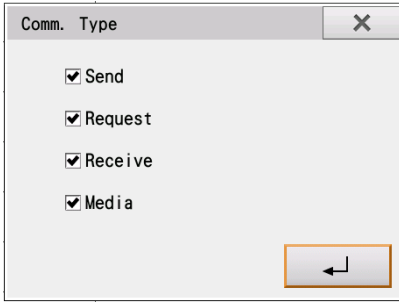 Comm. Type
Send
Request
Receive
Media